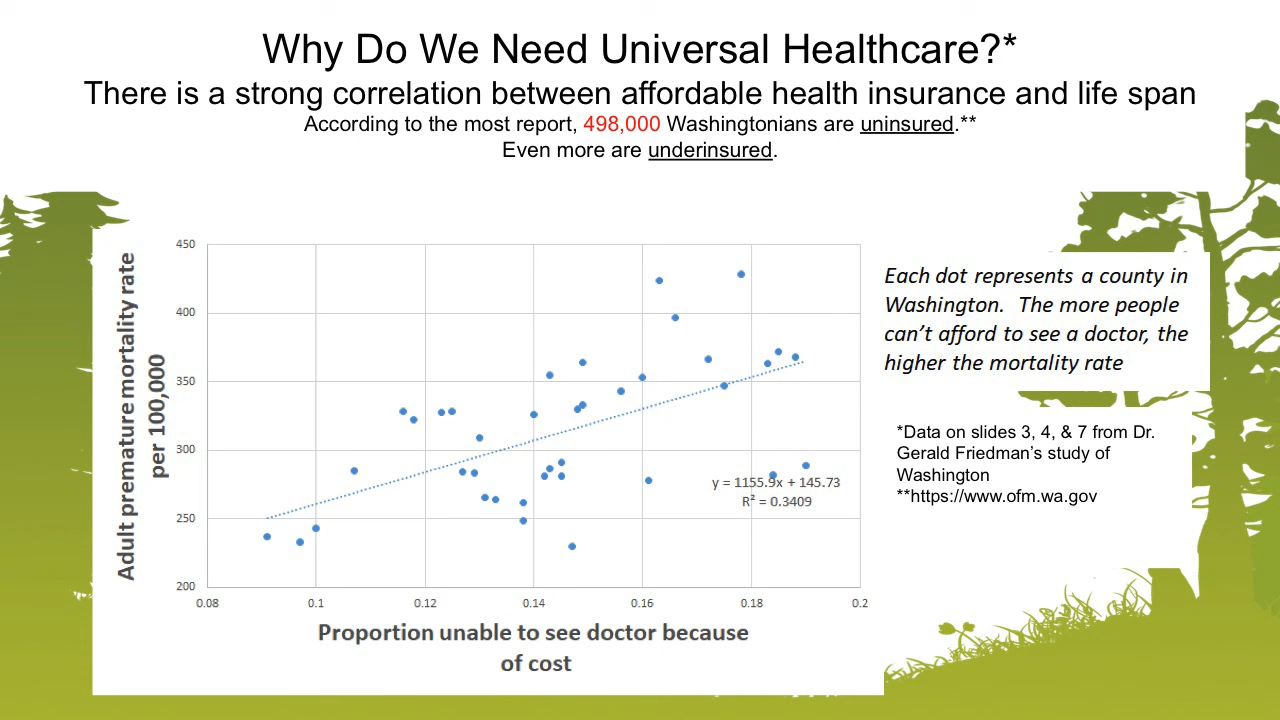 Why Do We Need Universal Healthcare?*
There is a strong correlation between affordable health insurance and life span
According to the most report, 498,000 Washingtonians are uninsured.**
Even more are underinsured.
Adult premature mortality rate
per 100,000
450
400
350
300
250
200
0.08
0.1
0.12
0.14
0.16
0.18
0.2
y = 1155.9x + 145.73
R² = 0.3409
Proportion unable to see doctor because
of cost
Each dot represents a county in
Washington. The more people
can't afford to see a doctor, the
higher the mortality rate
*Data on slides 3, 4, & 7 from Dr.
Gerald Friedman's study of
Washington
**https://www.ofm.wa.gov